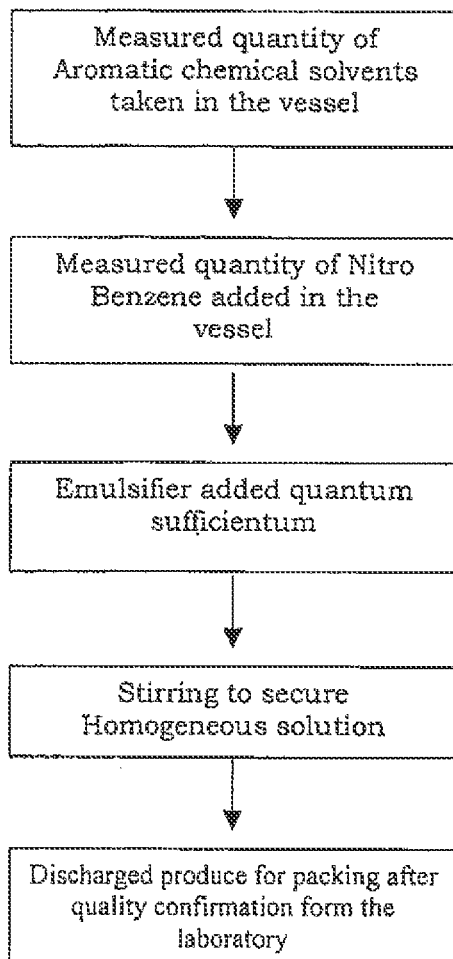 Measured quantity of
Aromatic chemical solvents
taken in the vessel
Measured quantity of Nitro
Benzene added in the
vessel
Emulsifier added quantum
sufficientum
Stirring to secure
Homogeneous solution
Discharged produce for packing after
quality confirmation form the
laboratory